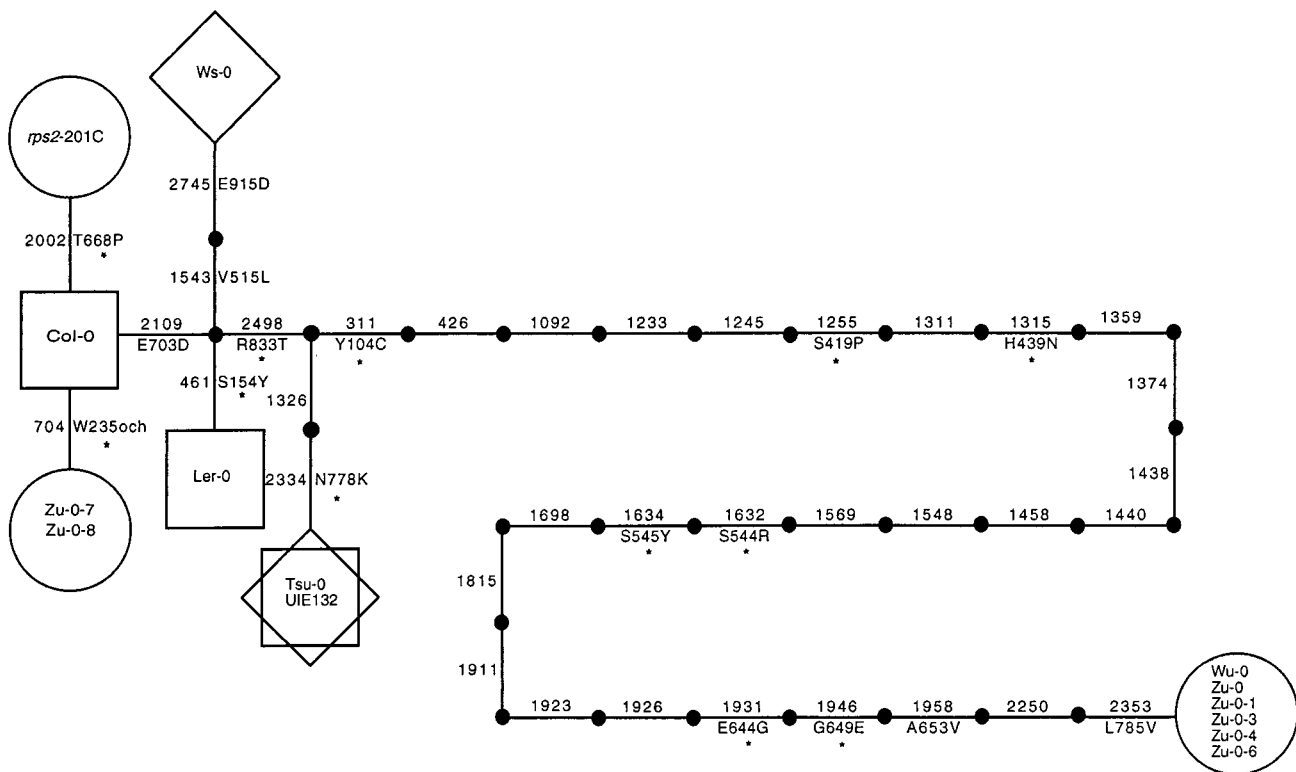 Ws-0
rps2-201C
2745 E915D
2002 T668P
*
1543 V515L
Col-0
2109
E703D
2498
R833T
*
311
Y104C
*
426
1092
1233
1245
1255
S419P
*
1311
1315
H439N
*
1359
461 S154Y
*
1326
1374
704 W235och
*
Ler-0
2334 N778K
*
1438
Zu-0-7
Zu-0-8
1698
1634
S545Y
*
1632
S544R
*
1569
1548
1458
1440
Tsu-0
UIE132
1815
1911
1923
1926
1931
E644G
*
1946
G649E
*
1958
A653V
2250
2353
L785V
Wu-0
Zu-0
Zu-0-1
Zu-0-3
Zu-0-4
Zu-0-6